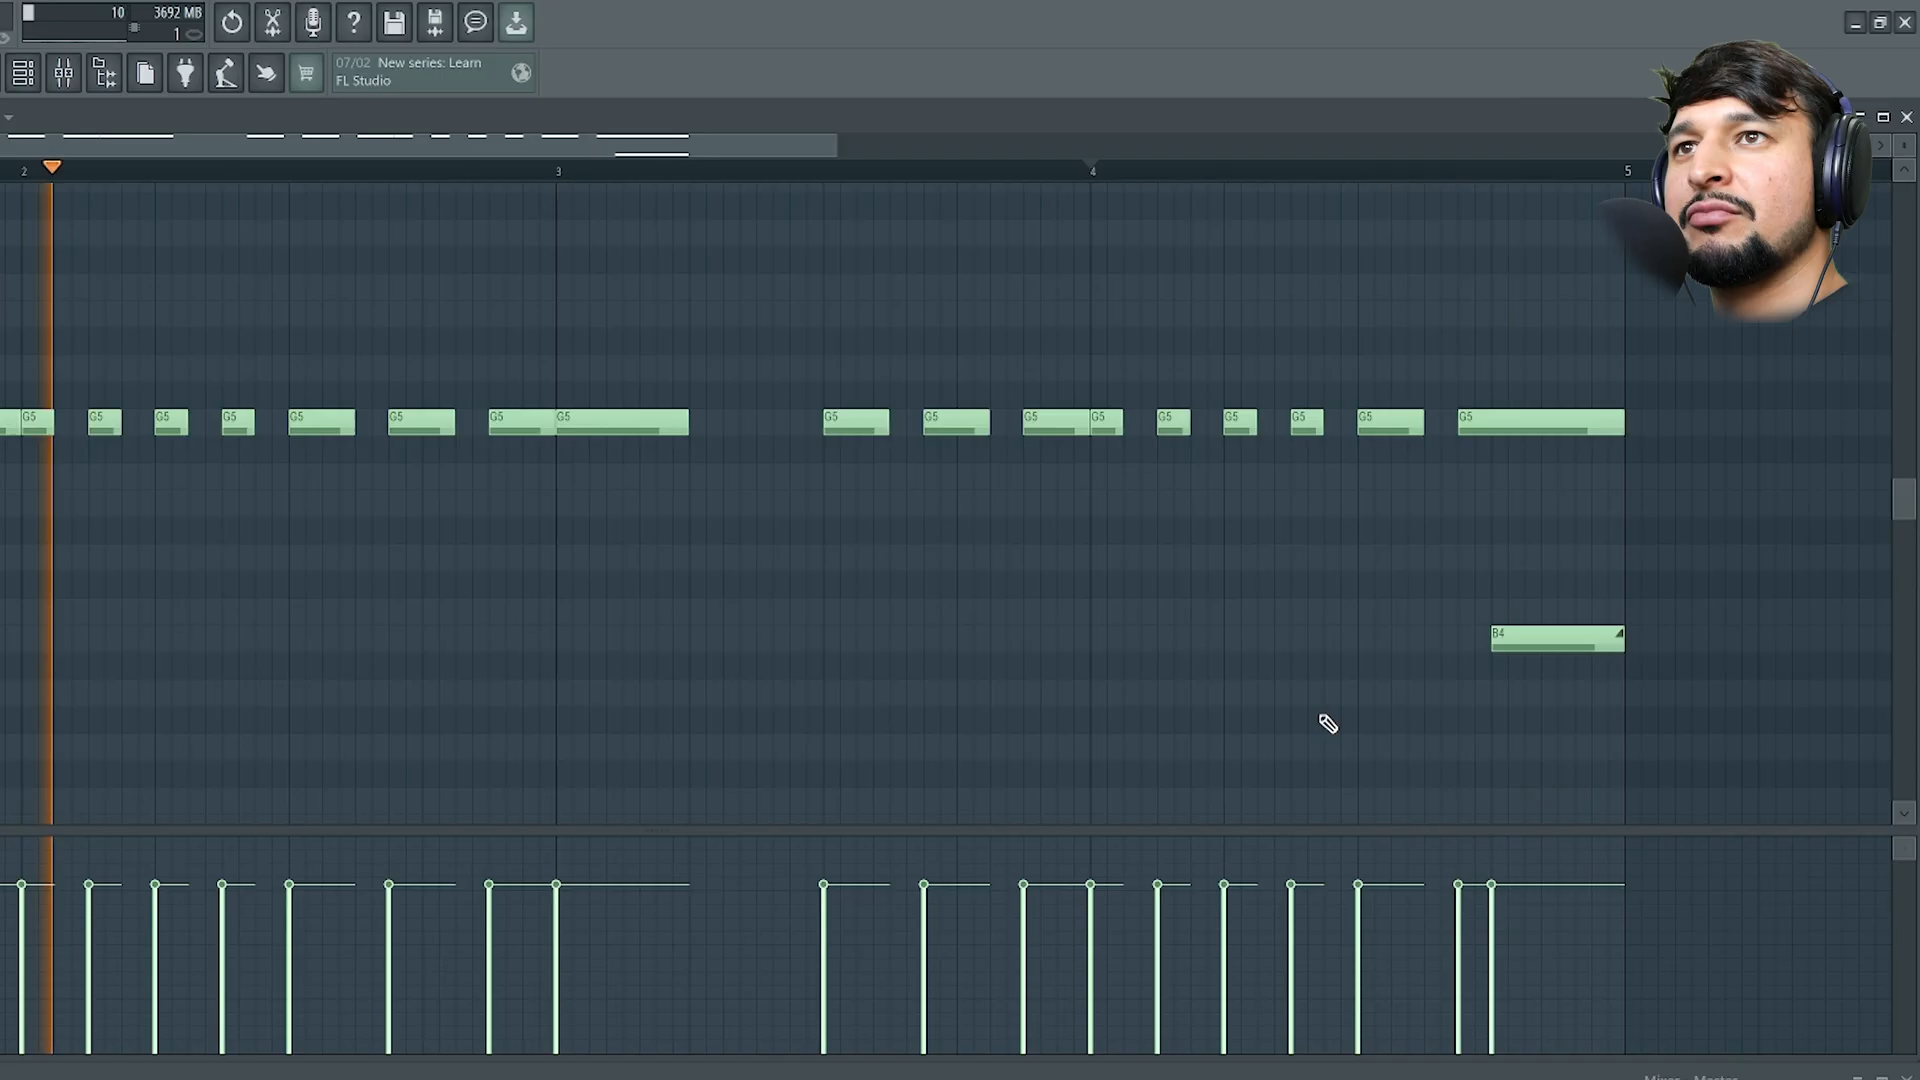 10 3692 MB
1
07/02 New series: Learn
FL Studio
2 3 4 5
G5 G5 G5 G5 G5 G5 G5 G5 G5 G5 G5 G5 G5 G5 G5 G5 G5
B4